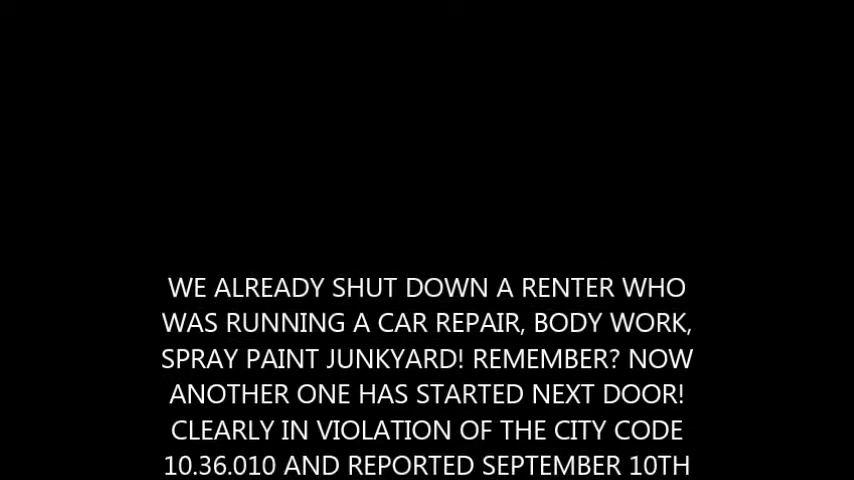 WE ALREADY SHUT DOWN A RENTER WHO
WAS RUNNING A CAR REPAIR, BODY WORK,
SPRAY PAINT JUNKYARD! REMEMBER? NOW
ANOTHER ONE HAS STARTED NEXT DOOR!
CLEARLY IN VIOLATION OF THE CITY CODE
10.36.010 AND REPORTED SEPTEMBER 10TH